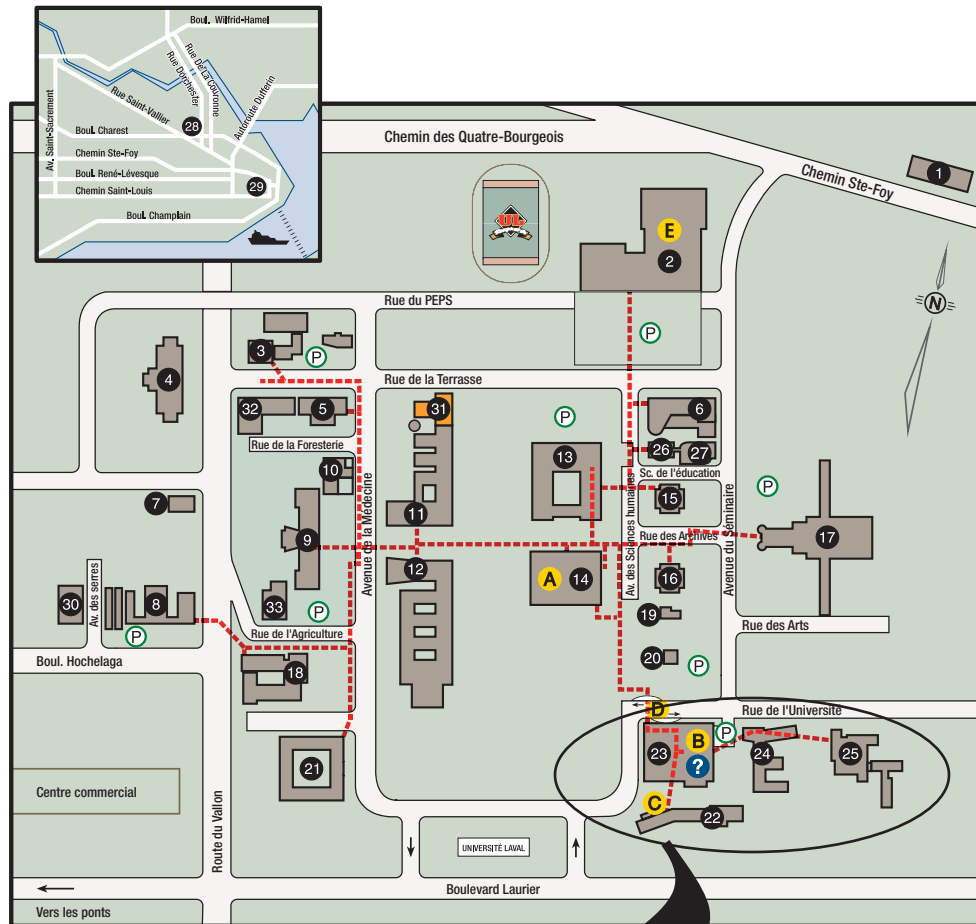 Boul. Wilfrid-Hamel
Rue De La Couronne
Rue Dorchester
Autoroute Dufferin
Rue Saint-Vallier
Av. Saint-Sacrement
28
Boul. Charest
Chemin Ste-Foy
Boul. René-Lévesque
29
Chemin Saint-Louis
Boul. Champlain
Chemin des Quatre-Bourgeois
Chemin Ste-Foy
1
UL
E
2
N
Rue du PEPS
P
3
P
4
Rue de la Terrasse
32
5
31
P
6
Rue de la Foresterie
26
27
13
10
Sc. de l'éducation
P
7
15
11
9
Avenue de la Médecine
Av. des Sciences humaines
Avenue du Séminaire
Rue des Archives
17
12
A
14
16
30
Av. des serres
8
33
P
19
P
Rue de l'Agriculture
Rue des Arts
Boul. Hochelaga
18
20
P
D
Rue de l'Université
P
B
23
24
25
?
21
Centre commercial
C
22
Route du Vallon
UNIVERSITÉ LAVAL
Boulevard Laurier
Vers les ponts